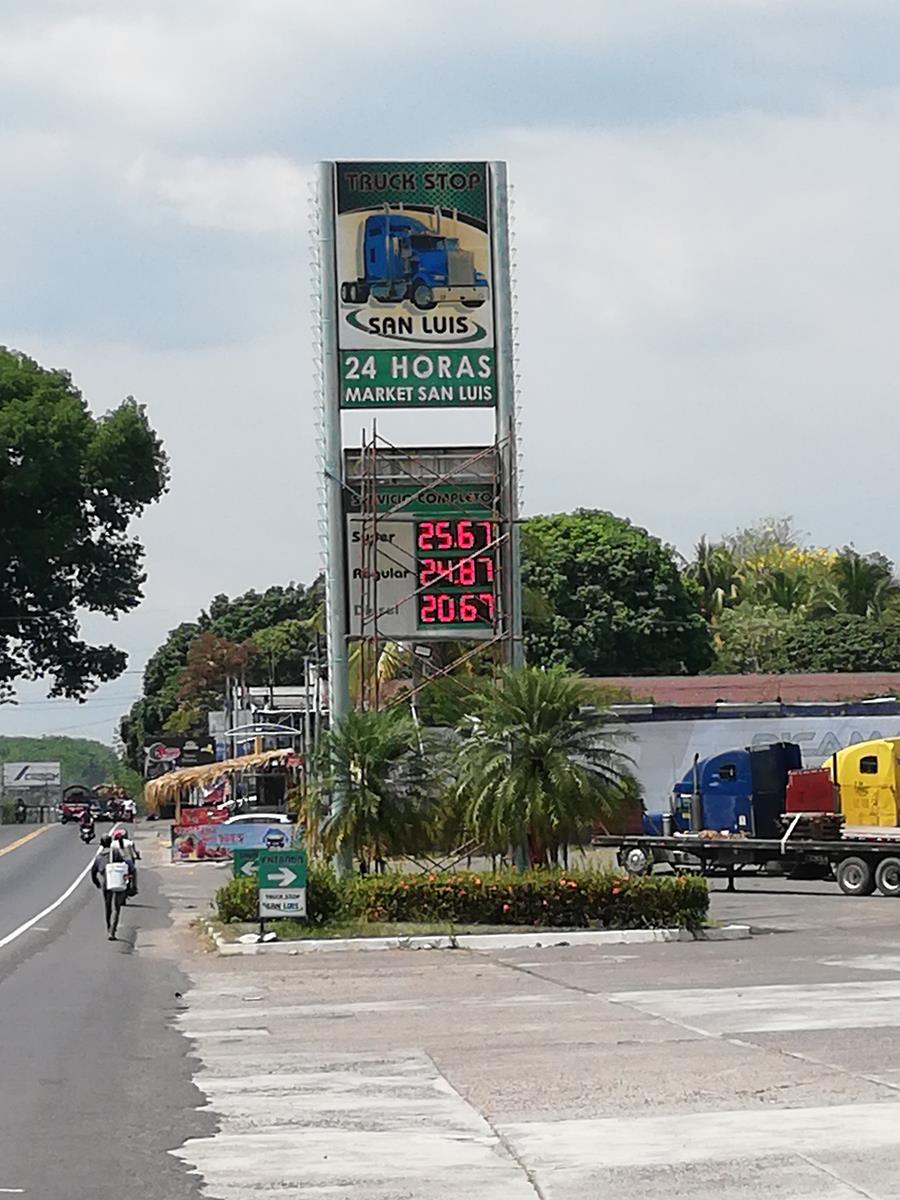 TRUCK STOP
SAN LUIS
24 HORAS
MARKET SAN LUIS
SERVICIO COMPLETO
Super 25.67
Regular 24.87
Diesel 20.67
ENTRADA
TRUCK STOP
SAN LUIS